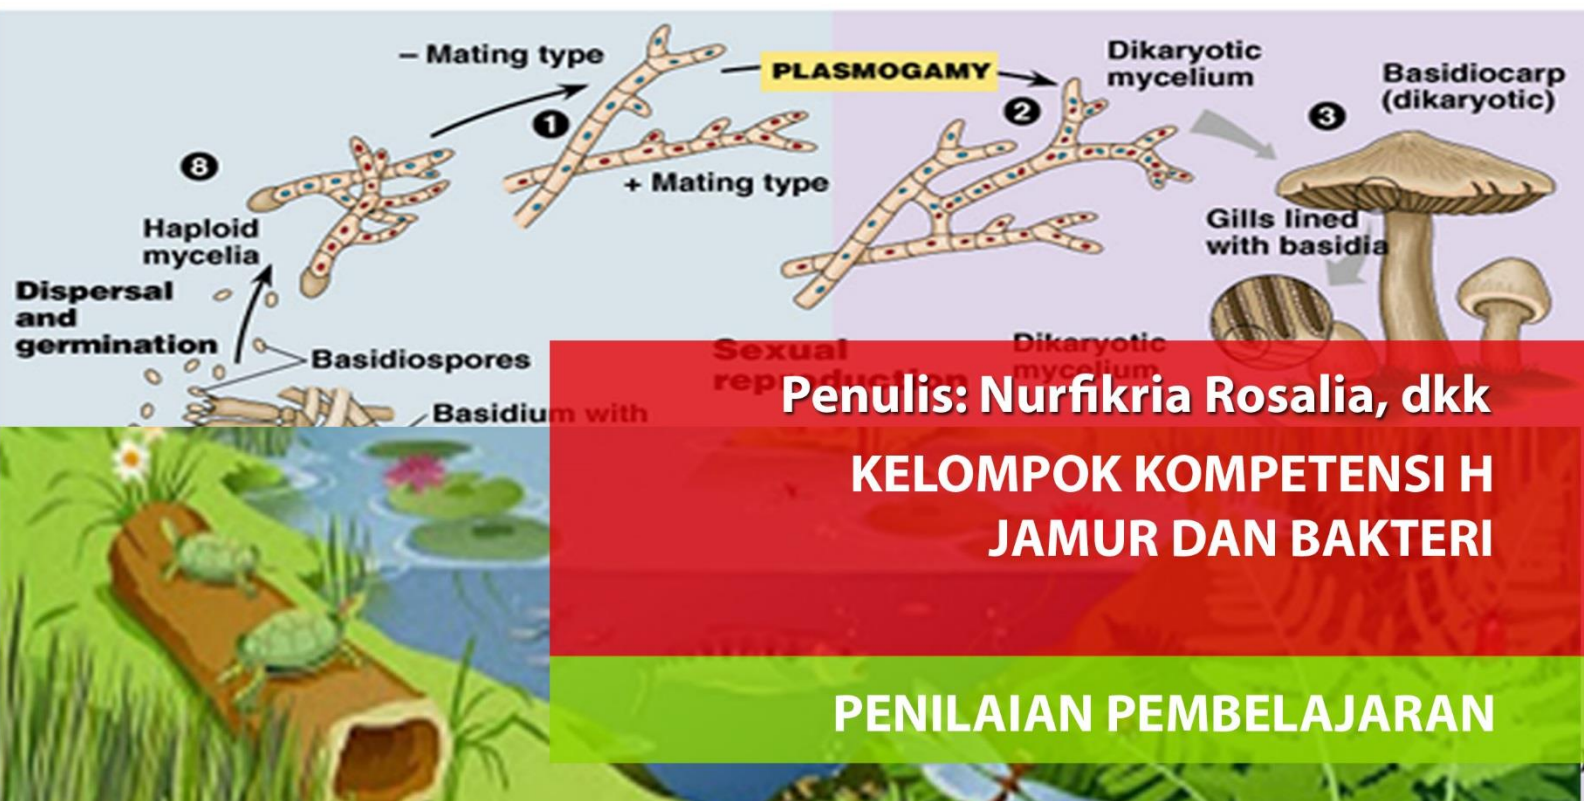 – Mating type
PLASMOGAMY
Dikaryotic
mycelium
Basidiocarp
(dikaryotic)
1
2
3
8
+ Mating type
Haploid
mycelia
Gills lined
with basidia
Dispersal
and
germination
Basidiospores
Sexual
reproduction
Dikaryotic
mycelium
Basidium with
Penulis: Nurfikria Rosalia, dkk
KELOMPOK KOMPETENSI H
JAMUR DAN BAKTERI
PENILAIAN PEMBELAJARAN